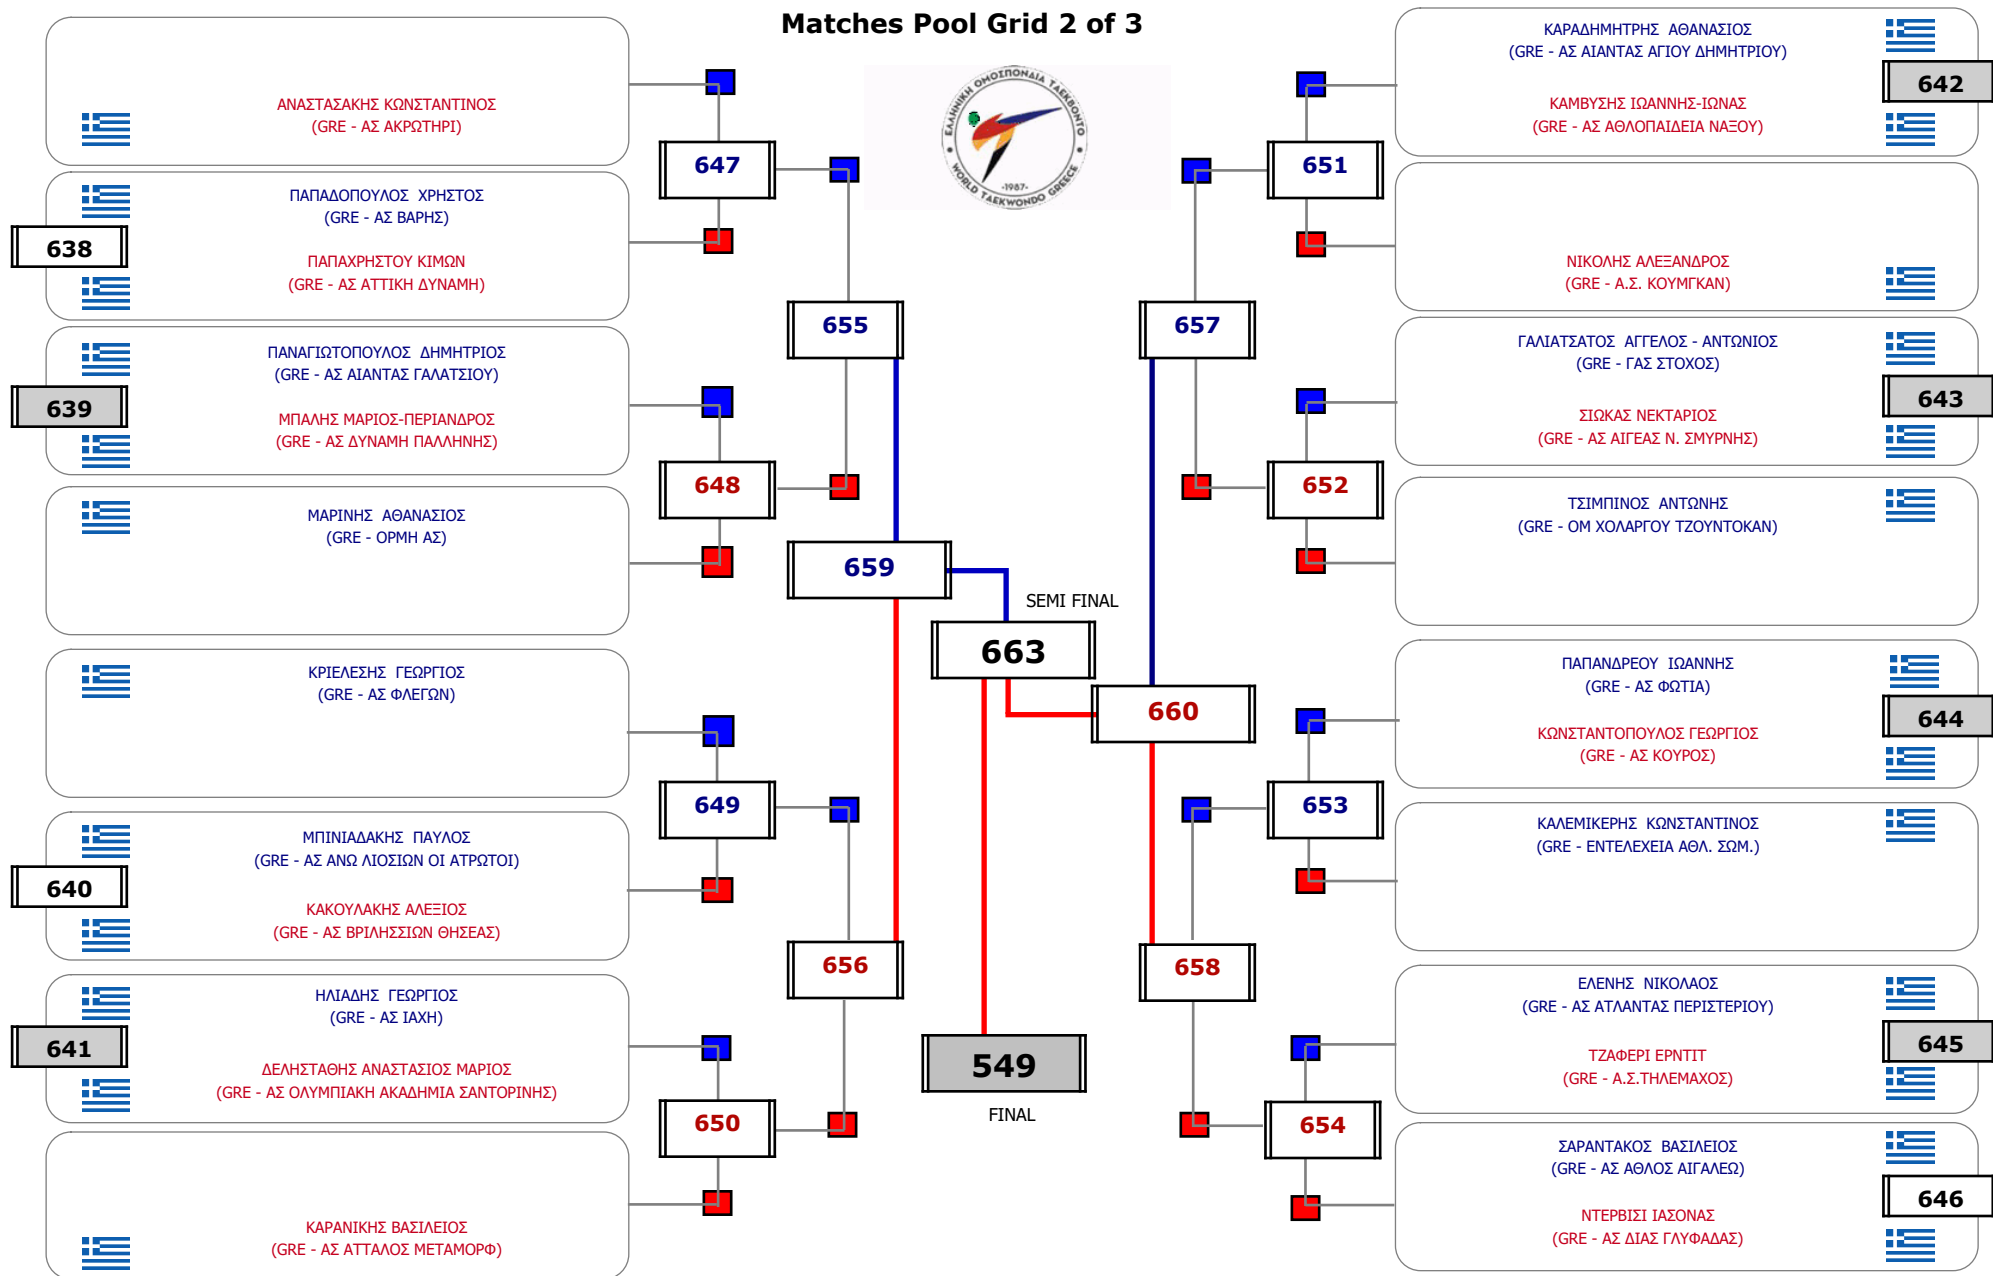 Matches Pool Grid 2 of 3
ΕΛΛΗΝΙΚΗ ΟΜΟΣΠΟΝΔΙΑ ΤΑΕΚΒΟΝΤΟ
-1987-
WORLD TAEKWONDO GREECE
ΑΝΑΣΤΑΣΑΚΗΣ ΚΩΝΣΤΑΝΤΙΝΟΣ
(GRE - ΑΣ ΑΚΡΩΤΗΡΙ)
ΠΑΠΑΔΟΠΟΥΛΟΣ ΧΡΗΣΤΟΣ
(GRE - ΑΣ ΒΑΡΗΣ)
638
ΠΑΠΑΧΡΗΣΤΟΥ ΚΙΜΩΝ
(GRE - ΑΣ ΑΤΤΙΚΗ ΔΥΝΑΜΗ)
ΠΑΝΑΓΙΩΤΟΠΟΥΛΟΣ ΔΗΜΗΤΡΙΟΣ
(GRE - ΑΣ ΑΙΑΝΤΑΣ ΓΑΛΑΤΣΙΟΥ)
639
ΜΠΑΛΗΣ ΜΑΡΙΟΣ-ΠΕΡΙΑΝΔΡΟΣ
(GRE - ΑΣ ΔΥΝΑΜΗ ΠΑΛΛΗΝΗΣ)
ΜΑΡΙΝΗΣ ΑΘΑΝΑΣΙΟΣ
(GRE - ΟΡΜΗ ΑΣ)
ΚΡΙΕΛΕΣΗΣ ΓΕΩΡΓΙΟΣ
(GRE - ΑΣ ΦΛΕΓΩΝ)
ΜΠΙΝΙΑΔΑΚΗΣ ΠΑΥΛΟΣ
(GRE - ΑΣ ΑΝΩ ΛΙΟΣΙΩΝ ΟΙ ΑΤΡΩΤΟΙ)
640
ΚΑΚΟΥΛΑΚΗΣ ΑΛΕΞΙΟΣ
(GRE - ΑΣ ΒΡΙΛΗΣΣΙΩΝ ΘΗΣΕΑΣ)
ΗΛΙΑΔΗΣ ΓΕΩΡΓΙΟΣ
(GRE - ΑΣ ΙΑΧΗ)
641
ΔΕΛΗΣΤΑΘΗΣ ΑΝΑΣΤΑΣΙΟΣ ΜΑΡΙΟΣ
(GRE - ΑΣ ΟΛΥΜΠΙΑΚΗ ΑΚΑΔΗΜΙΑ ΣΑΝΤΟΡΙΝΗΣ)
ΚΑΡΑΝΙΚΗΣ ΒΑΣΙΛΕΙΟΣ
(GRE - ΑΣ ΑΤΤΑΛΟΣ ΜΕΤΑΜΟΡΦ)
647
648
649
650
655
656
659
SEMI FINAL
663
549
FINAL
660
657
658
651
652
653
654
ΚΑΡΑΔΗΜΗΤΡΗΣ ΑΘΑΝΑΣΙΟΣ
(GRE - ΑΣ ΑΙΑΝΤΑΣ ΑΓΙΟΥ ΔΗΜΗΤΡΙΟΥ)
642
ΚΑΜΒΥΣΗΣ ΙΩΑΝΝΗΣ-ΙΩΝΑΣ
(GRE - ΑΣ ΑΘΛΟΠΑΙΔΕΙΑ ΝΑΞΟΥ)
ΝΙΚΟΛΗΣ ΑΛΕΞΑΝΔΡΟΣ
(GRE - Α.Σ. ΚΟΥΜΓΚΑΝ)
ΓΑΛΙΑΤΣΑΤΟΣ ΑΓΓΕΛΟΣ - ΑΝΤΩΝΙΟΣ
(GRE - ΓΑΣ ΣΤΟΧΟΣ)
643
ΣΙΩΚΑΣ ΝΕΚΤΑΡΙΟΣ
(GRE - ΑΣ ΑΙΓΕΑΣ Ν. ΣΜΥΡΝΗΣ)
ΤΣΙΜΠΙΝΟΣ ΑΝΤΩΝΗΣ
(GRE - ΟΜ ΧΟΛΑΡΓΟΥ ΤΖΟΥΝΤΟΚΑΝ)
ΠΑΠΑΝΔΡΕΟΥ ΙΩΑΝΝΗΣ
(GRE - ΑΣ ΦΩΤΙΑ)
644
ΚΩΝΣΤΑΝΤΟΠΟΥΛΟΣ ΓΕΩΡΓΙΟΣ
(GRE - ΑΣ ΚΟΥΡΟΣ)
ΚΑΛΕΜΙΚΕΡΗΣ ΚΩΝΣΤΑΝΤΙΝΟΣ
(GRE - ΕΝΤΕΛΕΧΕΙΑ ΑΘΛ. ΣΩΜ.)
ΕΛΕΝΗΣ ΝΙΚΟΛΑΟΣ
(GRE - ΑΣ ΑΤΛΑΝΤΑΣ ΠΕΡΙΣΤΕΡΙΟΥ)
645
ΤΖΑΦΕΡΙ ΕΡΝΤΙΤ
(GRE - Α.Σ.ΤΗΛΕΜΑΧΟΣ)
ΣΑΡΑΝΤΑΚΟΣ ΒΑΣΙΛΕΙΟΣ
(GRE - ΑΣ ΑΘΛΟΣ ΑΙΓΑΛΕΩ)
646
ΝΤΕΡΒΙΣΙ ΙΑΣΟΝΑΣ
(GRE - ΑΣ ΔΙΑΣ ΓΛΥΦΑΔΑΣ)